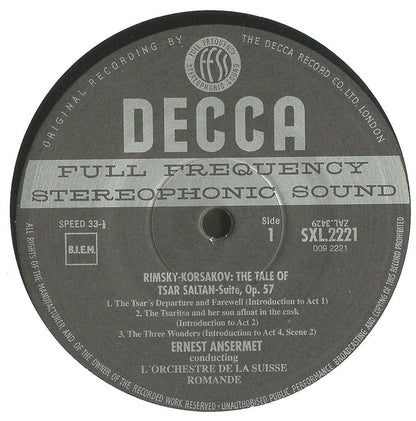 ORIGINAL RECORDING BY
THE DECCA RECORD CO. LTD. LONDON
FULL FREQUENCY
ffss
STEREOPHONIC SOUND
DECCA
FULL FREQUENCY
STEREOPHONIC SOUND
SPEED 33⅓
B.I.E.M.
Side
1
ZAL.3429
SXL.2221
009 2221
RIMSKY-KORSAKOV: THE TALE OF
TSAR SALTAN-Suite, Op. 57
1. The Tsar's Departure and Farewell (Introduction to Act 1)
2. The Tsaritsa and her son afloat in the cask
(Introduction to Act 2)
3. The Three Wonders (Introduction to Act 4, Scene 2)
ERNEST ANSERMET
conducting
L'ORCHESTRE DE LA SUISSE
ROMANDE
ALL RIGHTS OF THE MANUFACTURER AND OF THE OWNER OF THE RECORDED WORK RESERVED - UNAUTHORISED PUBLIC PERFORMANCE BROADCASTING AND COPYING OF THIS RECORD PROHIBITED